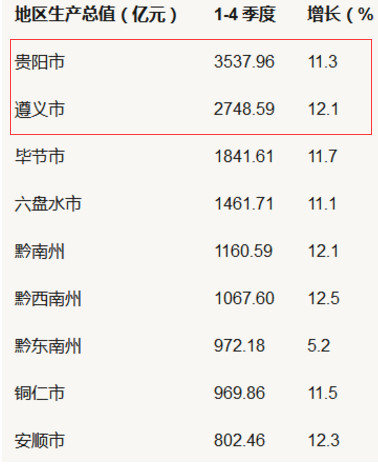 地区生产总值（亿元） 1-4 季度 增长（%
贵阳市 3537.96 11.3
遵义市 2748.59 12.1
毕节市 1841.61 11.7
六盘水市 1461.71 11.1
黔南州 1160.59 12.1
黔西南州 1067.60 12.5
黔东南州 972.18 5.2
铜仁市 969.86 11.5
安顺市 802.46 12.3